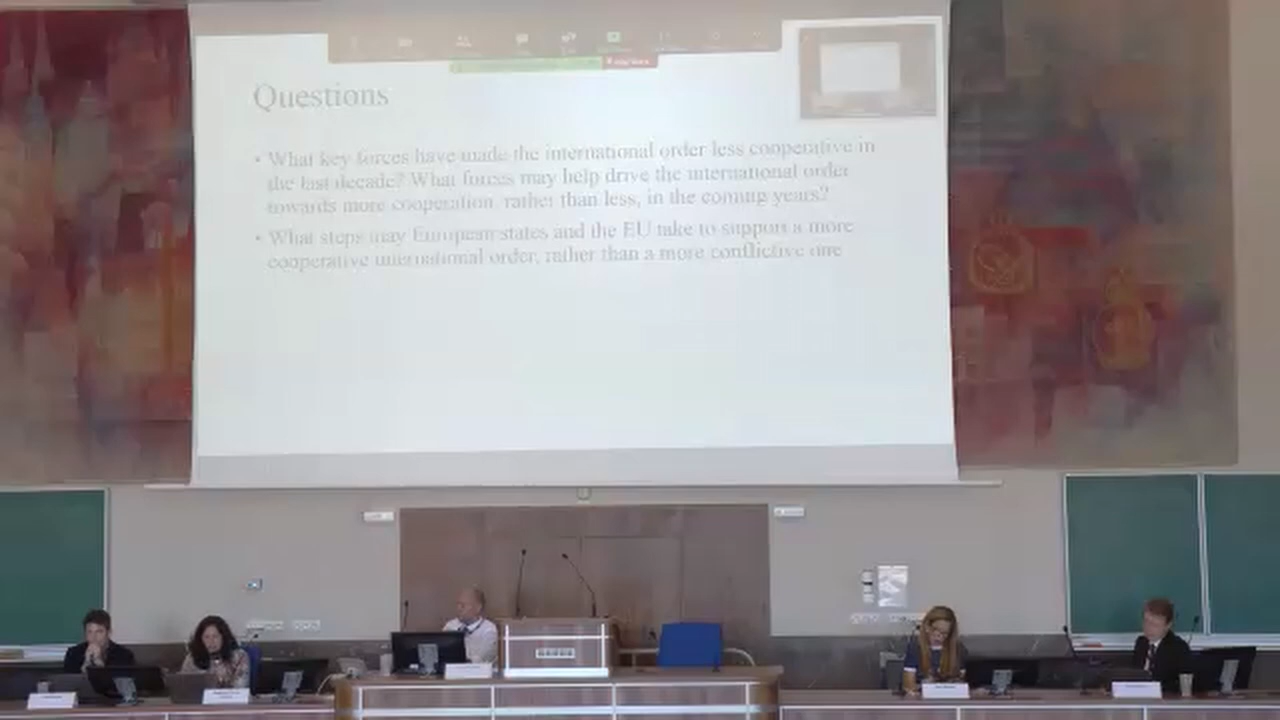 Questions
• What key forces have made the international order less cooperative in
the last decade? What forces may help drive the international order
towards more cooperation, rather than less, in the coming years?
• What steps may European states and the EU take to support a more
cooperative international order, rather than a more conflictive one